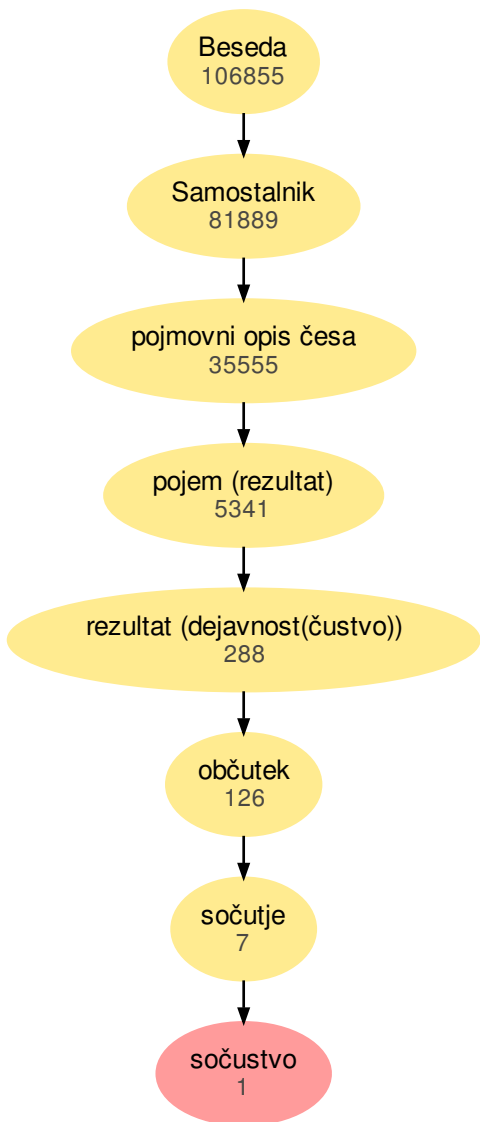 Beseda
106855
Samostalnik
81889
pojmovni opis česa
35555
pojem (rezultat)
5341
rezultat (dejavnost(čustvo))
288
občutek
126
sočutje
7
sočustvo
1